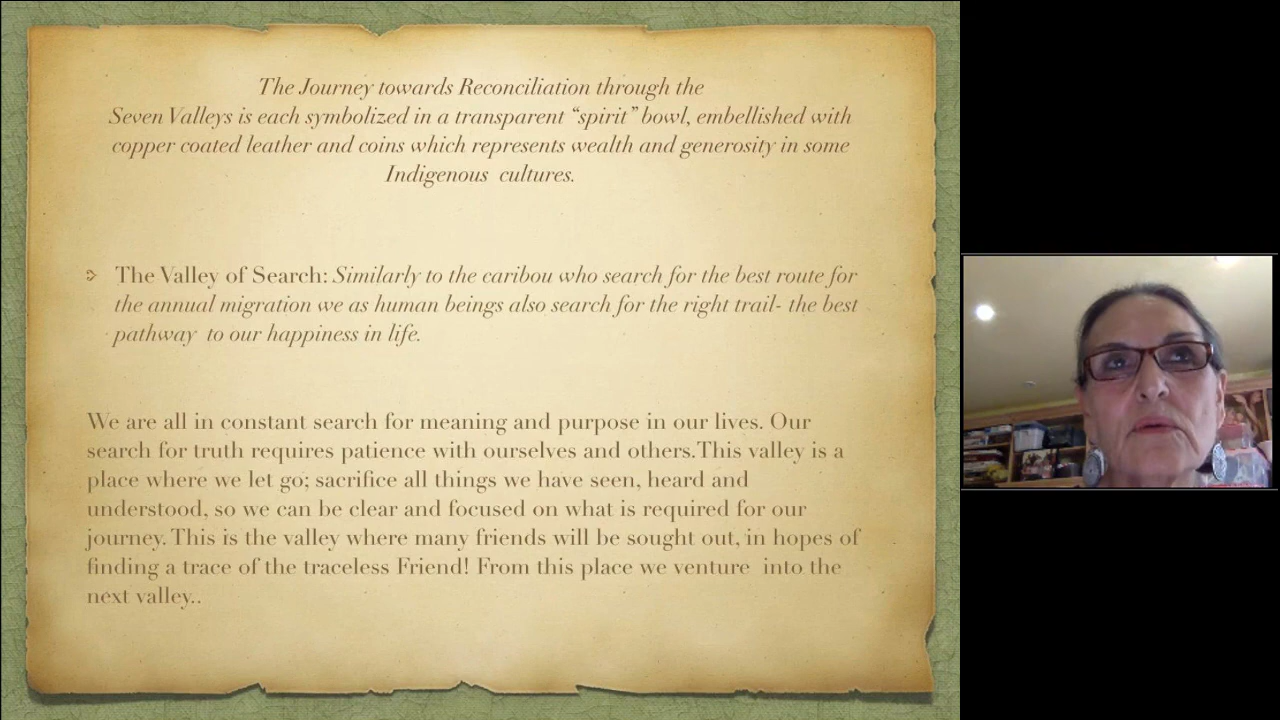 The Journey towards Reconciliation through the
Seven Valleys is each symbolized in a transparent “spirit” bowl, embellished with
copper coated leather and coins which represents wealth and generosity in some
Indigenous cultures.
The Valley of Search: Similarly to the caribou who search for the best route for
the annual migration we as human beings also search for the right trail- the best
pathway to our happiness in life.
We are all in constant search for meaning and purpose in our lives. Our
search for truth requires patience with ourselves and others.This valley is a
place where we let go; sacrifice all things we have seen, heard and
understood, so we can be clear and focused on what is required for our
journey. This is the valley where many friends will be sought out, in hopes of
finding a trace of the traceless Friend! From this place we venture into the
next valley..